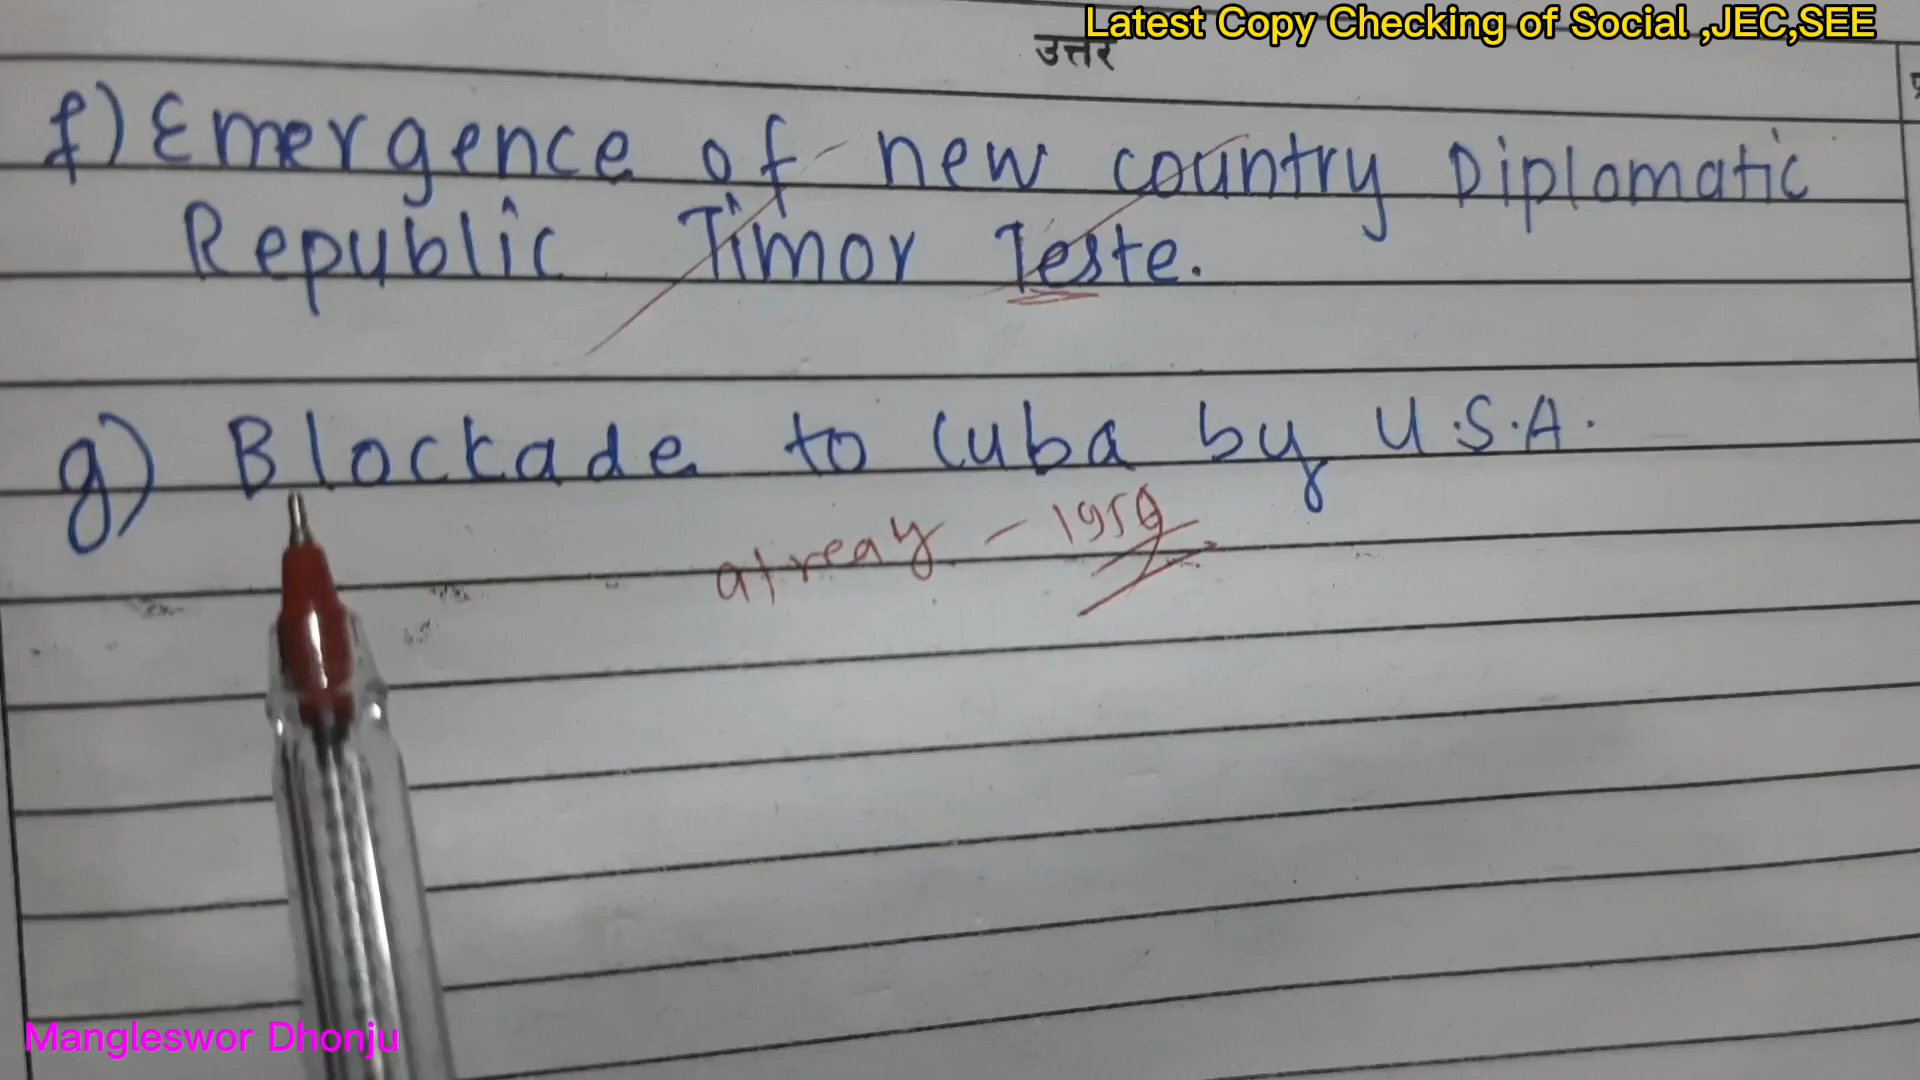 Latest Copy Checking of Social ,JEC,SEE
उत्तर
f) Emergence of new country Diplomatic
Republic Timor Teste.
g) Blockade to Cuba by U.S.A.
- 1959
Mangleswor Dhonju